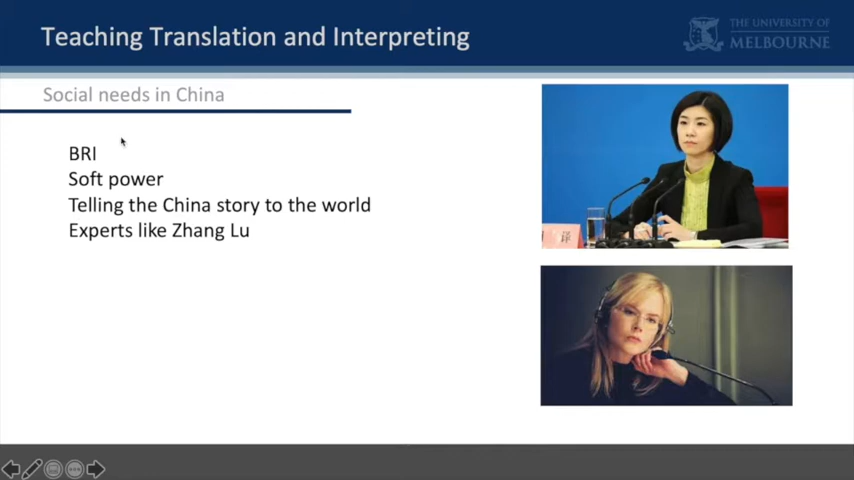 Teaching Translation and Interpreting
THE UNIVERSITY OF
MELBOURNE
Social needs in China
BRI
Soft power
Telling the China story to the world
Experts like Zhang Lu
译